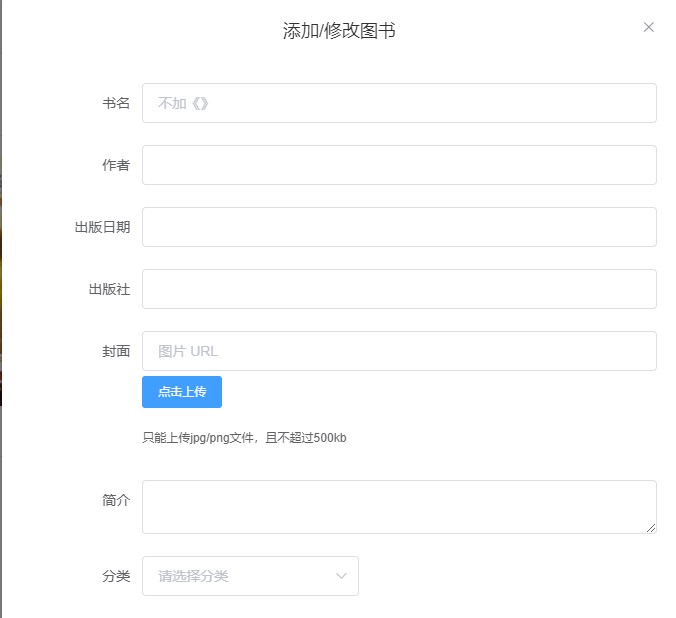 添加/修改图书
书名 不加《》
作者
出版日期
出版社
封面 图片 URL
点击上传
只能上传jpg/png文件，且不超过500kb
简介
分类 请选择分类